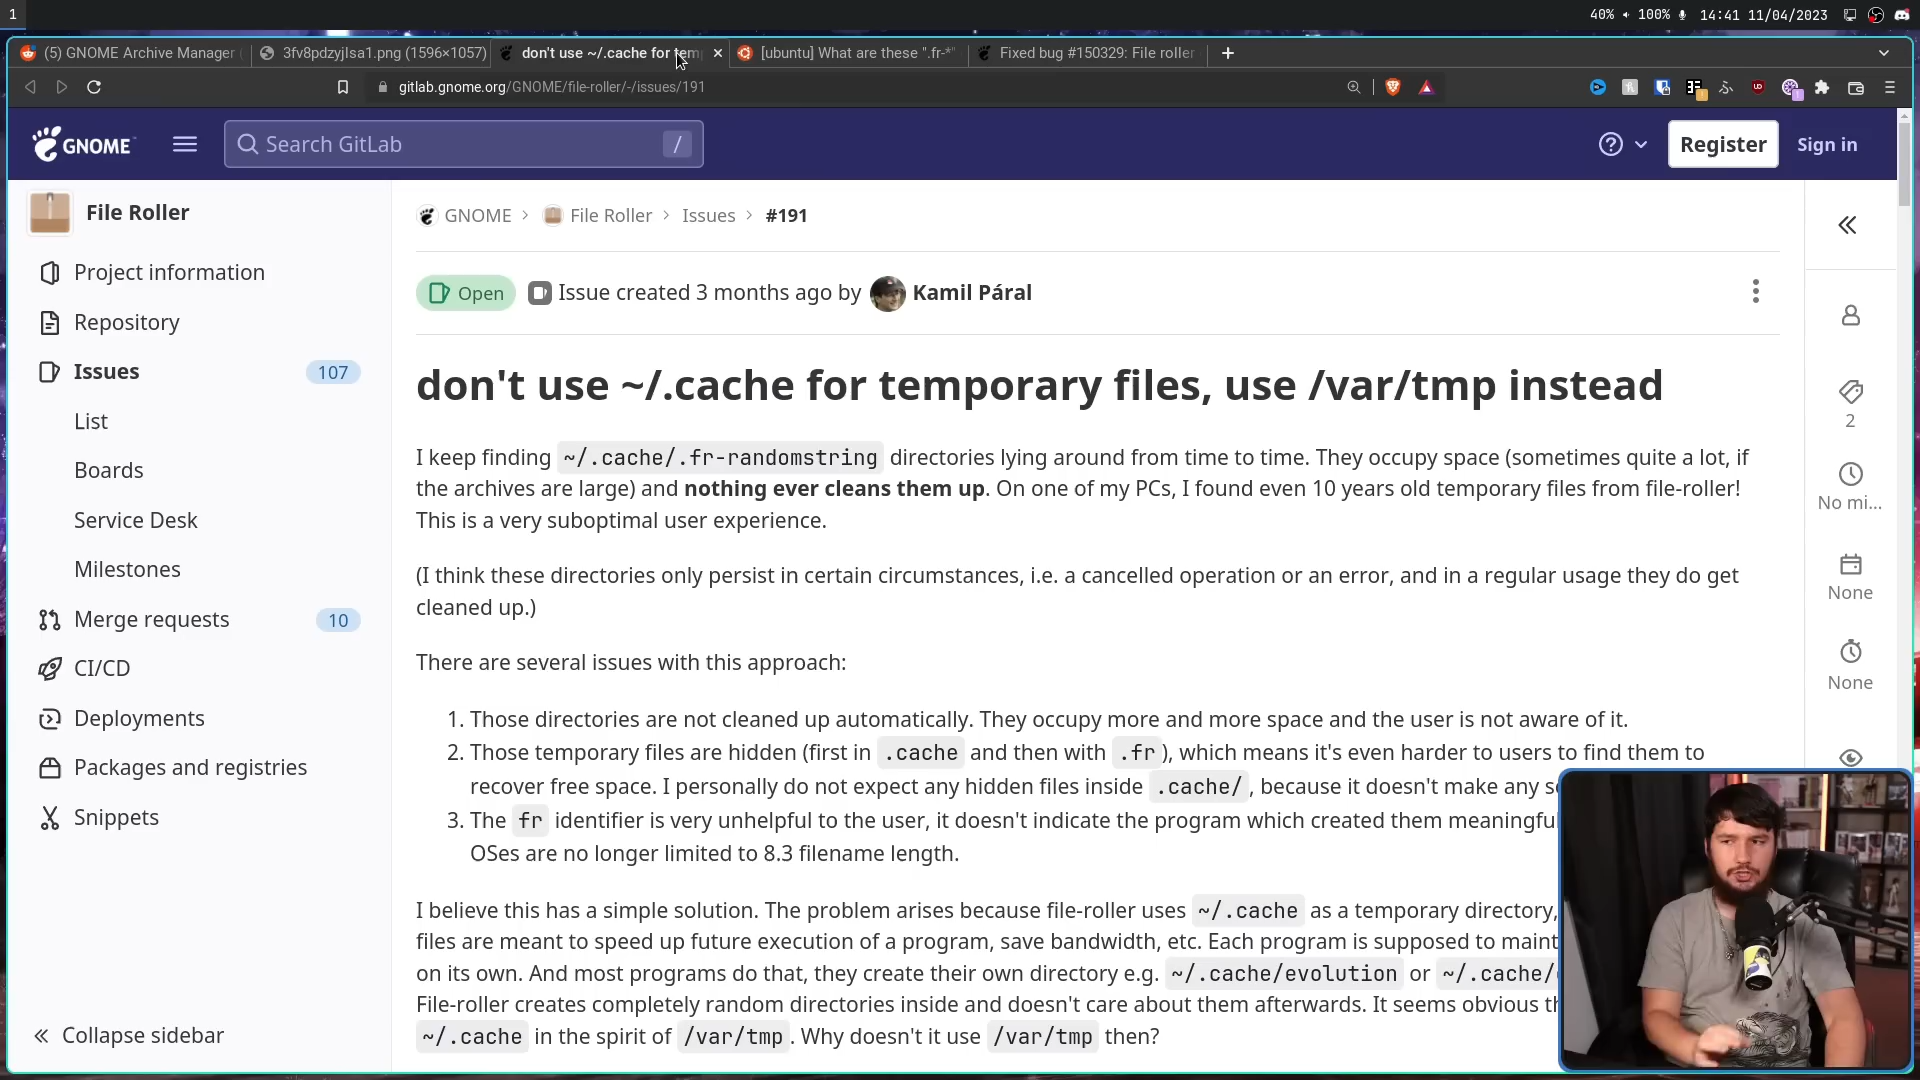 1
40% 100% 14:41 11/04/2023
(5) GNOME Archive Manager
3fv8pdzyjlsa1.png (1596×1057)
don't use ~/.cache for tem
[ubuntu] What are these ".fr-*"
Fixed bug #150329: File roller
gitlab.gnome.org/GNOME/file-roller/-/issues/191
GNOME
Search GitLab
/
Register
Sign in
File Roller
GNOME > File Roller > Issues > #191
Project information
Repository
Issues 107
List
Boards
Service Desk
Milestones
Merge requests 10
CI/CD
Deployments
Packages and registries
Snippets
Collapse sidebar
Open Issue created 3 months ago by Kamil Páral
don't use ~/.cache for temporary files, use /var/tmp instead
I keep finding ~/.cache/.fr-randomstring directories lying around from time to time. They occupy space (sometimes quite a lot, if
the archives are large) and nothing ever cleans them up. On one of my PCs, I found even 10 years old temporary files from file-roller!
This is a very suboptimal user experience.
(I think these directories only persist in certain circumstances, i.e. a cancelled operation or an error, and in a regular usage they do get
cleaned up.)
There are several issues with this approach:
1. Those directories are not cleaned up automatically. They occupy more and more space and the user is not aware of it.
2. Those temporary files are hidden (first in .cache and then with .fr), which means it's even harder to users to find them to
recover free space. I personally do not expect any hidden files inside .cache/, because it doesn't make any s
3. The fr identifier is very unhelpful to the user, it doesn't indicate the program which created them meaningful
OSes are no longer limited to 8.3 filename length.
I believe this has a simple solution. The problem arises because file-roller uses ~/.cache as a temporary directory,
files are meant to speed up future execution of a program, save bandwidth, etc. Each program is supposed to maint
on its own. And most programs do that, they create their own directory e.g. ~/.cache/evolution or ~/.cache/
File-roller creates completely random directories inside and doesn't care about them afterwards. It seems obvious th
~/.cache in the spirit of /var/tmp. Why doesn't it use /var/tmp then?
2
No mi...
None
None